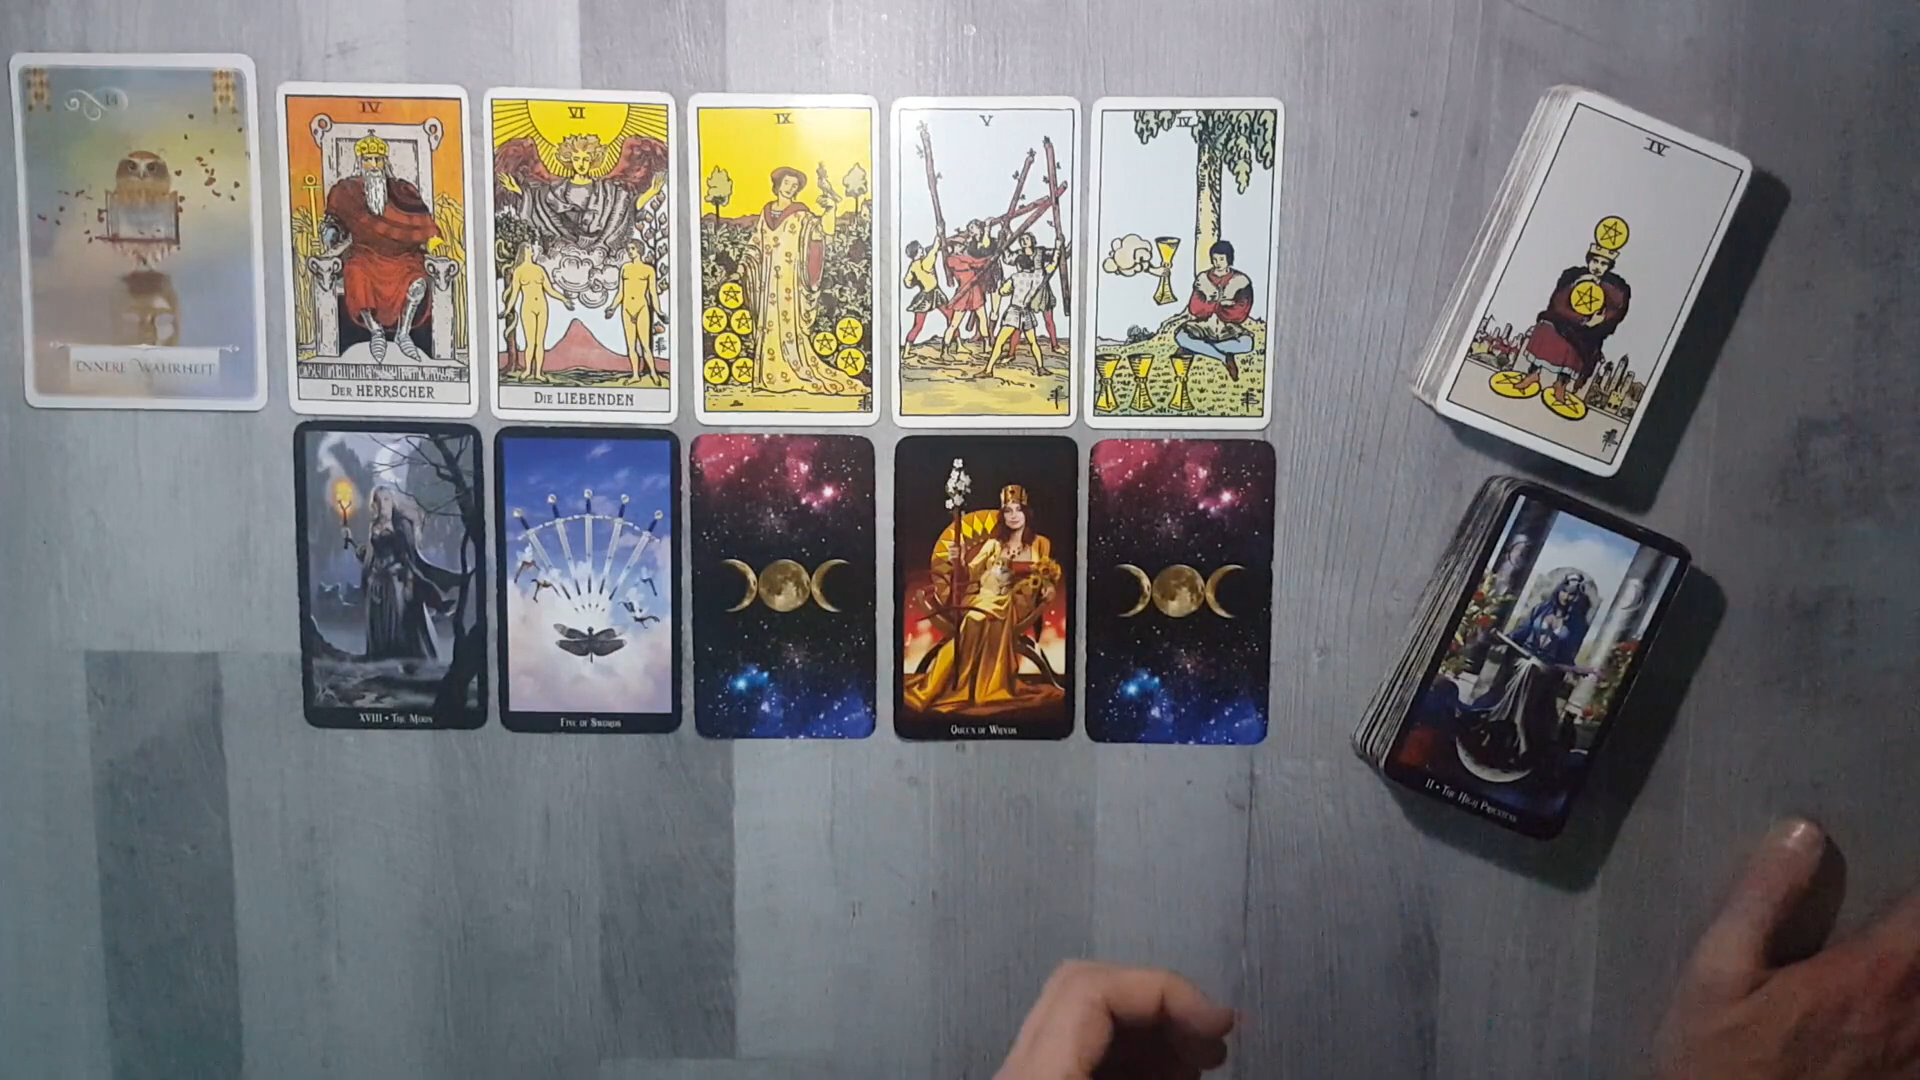 14
INNERE WAHRHEIT
IV
DER HERRSCHER
VI
DIE LIEBENDEN
IX
V
IV
IV
XVIII • THE MOON
FIVE OF SWORDS
QUEEN OF WANDS
II • THE HIGH PRIESTESS